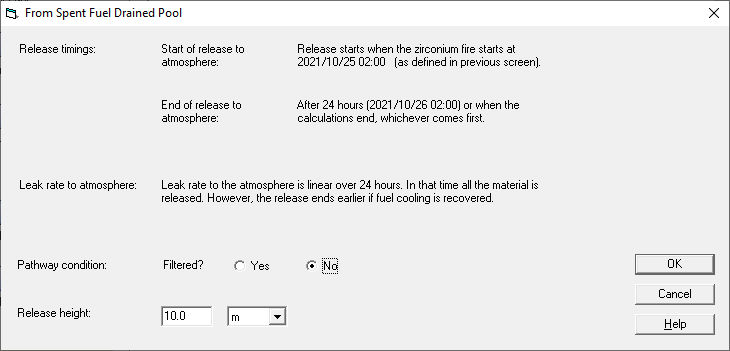 From Spent Fuel Drained Pool
Release timings:
Start of release to
atmosphere:
Release starts when the zirconium fire starts at
2021/10/25 02:00 (as defined in previous screen).
End of release to
atmosphere:
After 24 hours (2021/10/26 02:00) or when the
calculations end, whichever comes first.
Leak rate to atmosphere:
Leak rate to the atmosphere is linear over 24 hours. In that time all the material is
released. However, the release ends earlier if fuel cooling is recovered.
Pathway condition:
Filtered?
Yes
No
OK
Cancel
Release height:
10.0
m
Help